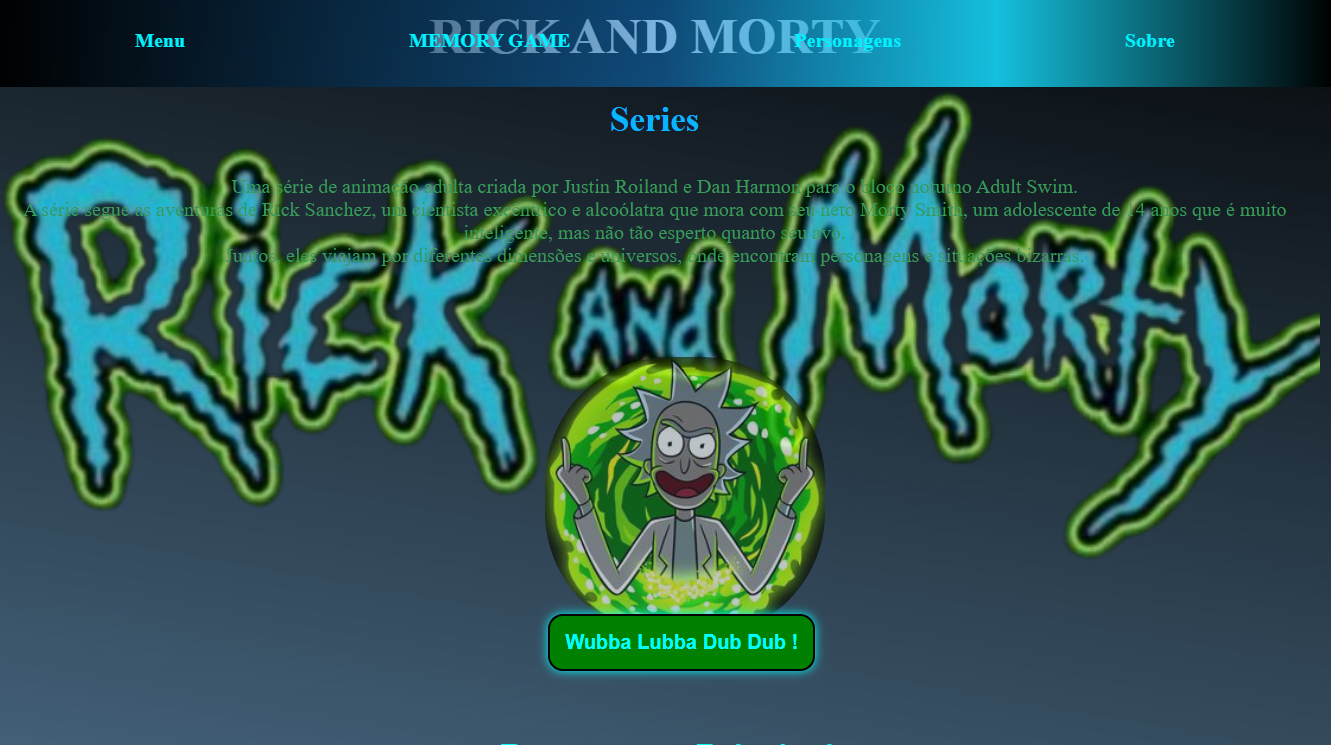 RICK AND MORTY
Menu MEMORY GAME Personagens Sobre
Series
Uma série de animação adulta criada por Justin Roiland e Dan Harmon para o bloco noturno Adult Swim.
A série segue as aventuras de Rick Sanchez, um cientista excêntrico e alcoólatra que mora com seu neto Morty Smith, um adolescente de 14 anos que é muito
inteligente, mas não tão esperto quanto seu avô.
Juntos, eles viajam por diferentes dimensões e universos, onde encontram personagens e situações bizarras.
Rick AND Morty
Wubba Lubba Dub Dub !